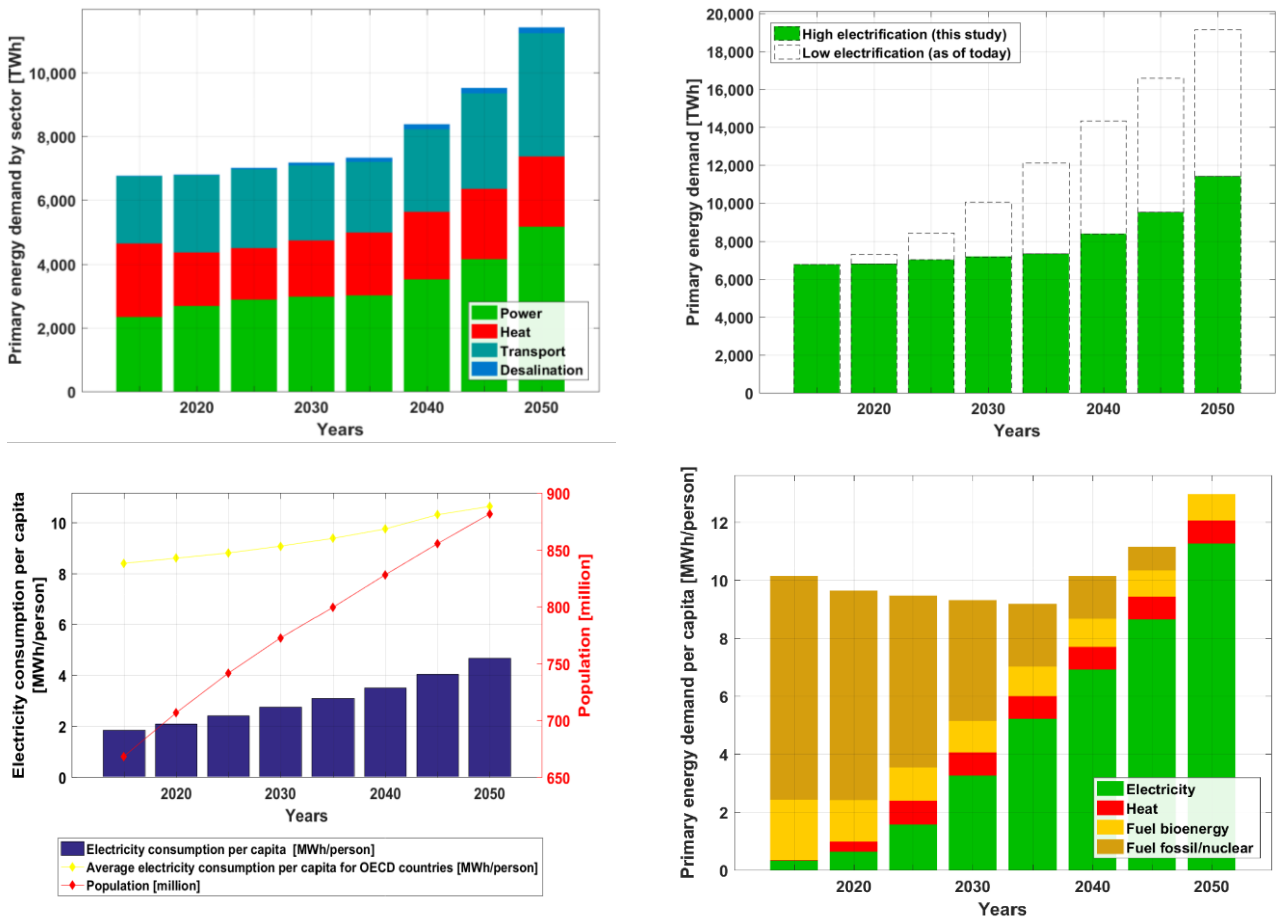 Primary energy demand by sector [TWh]
10,000
8,000
6,000
4,000
2,000
0
Power
Heat
Transport
Desalination
2020 2030 2040 2050
Years
Primary energy demand [TWh]
20,000
18,000
16,000
14,000
12,000
10,000
8,000
6,000
4,000
2,000
0
High electrification (this study)
Low electrification (as of today)
2020 2030 2040 2050
Years
Electricity consumption per capita
[MWh/person]
10
8
6
4
2
0
900
850
800
750
700
650
Population [million]
2020 2030 2040 2050
Years
Electricity consumption per capita [MWh/person]
Average electricity consumption per capita for OECD countries [MWh/person]
Population [million]
Primary energy demand per capita [MWh/person]
12
10
8
6
4
2
0
Electricity
Heat
Fuel bioenergy
Fuel fossil/nuclear
2020 2030 2040 2050
Years